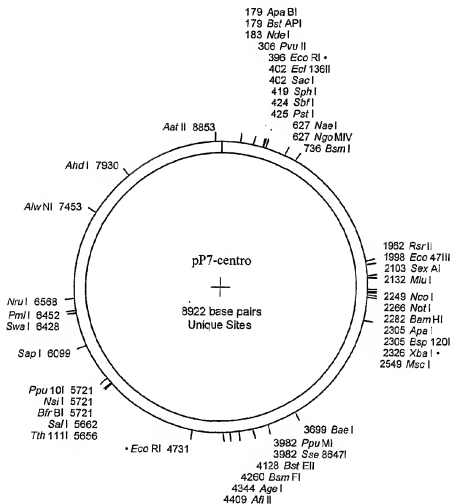 179 Apa BI
179 Bst API
183 Nde I
306 Pvu II
396 Eco RI •
402 Ecl 136II
402 Sac I
419 Sph I
424 Sbf I
425 Pst I
627 Nae I
627 Ngo MIV
736 Bsm I
Aat II 8853
Ahd I 7930
Alw NI 7453
pP7-centro
8922 base pairs
Unique Sites
1962 Rsr II
1998 Eco 47III
2103 Sex AI
2132 Mlu I
2249 Nco I
2266 Not I
2282 Bam HI
2305 Apa I
2305 Bsp 120I
2326 Xba I •
2549 Msc I
Nru I 6568
Pml I 6452
Swa I 6428
Sap I 6099
Ppu 10I 5721
Nsi I 5721
Bfr BI 5721
Sal I 5662
Tth 111I 5656
• Eco RI 4731
3699 Bae I
3982 Ppu MI
3982 Sse 8647I
4128 Bst EII
4260 Bsm FI
4344 Age I
4409 Afl II